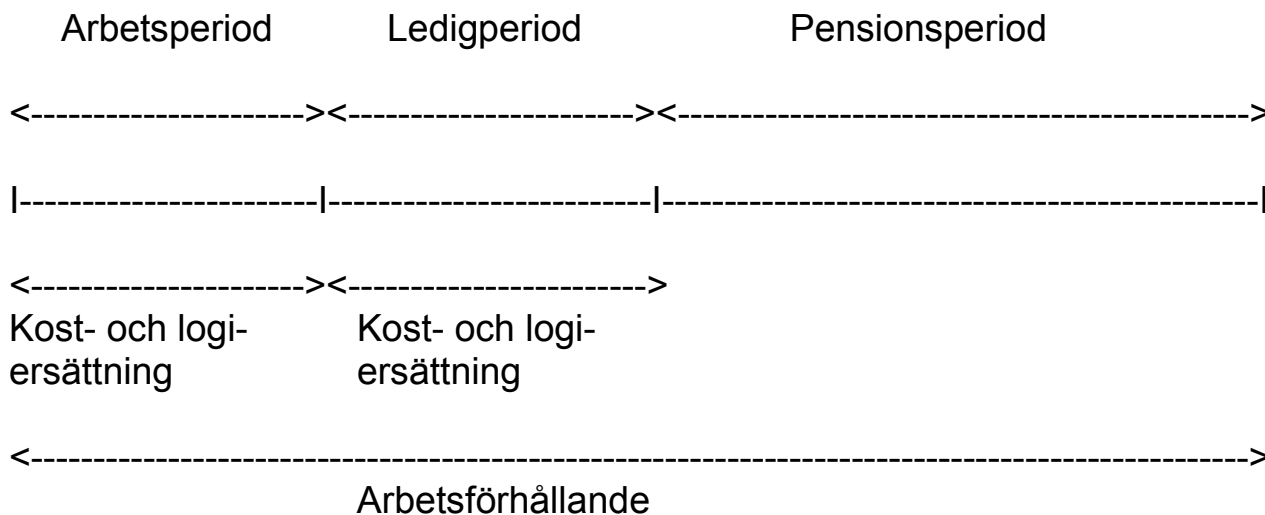 Arbetsperiod Ledigperiod Pensionsperiod
<----------------------><----------------------><---------------------------------------------->
|------------------------|--------------------------|------------------------------------------------|
<----------------------><------------------------>
Kost- och logi- Kost- och logi-
ersättning ersättning
<-------------------------------------------------------------------------------------------------->
Arbetsförhållande